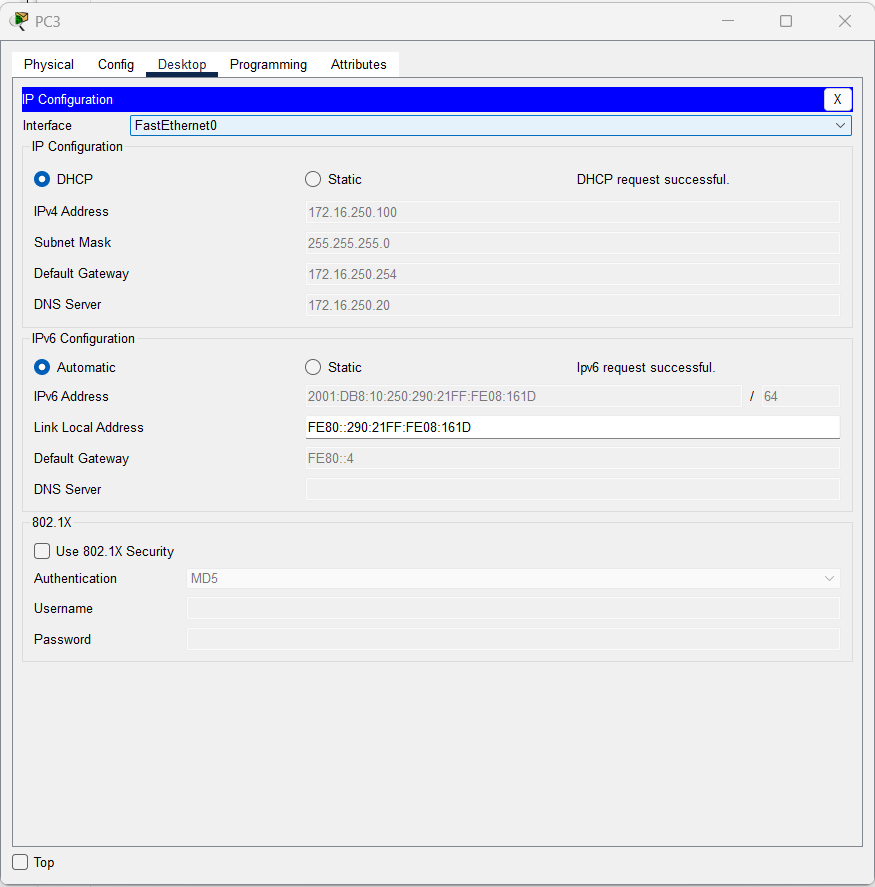 PC3
Physical Config Desktop Programming Attributes
IP Configuration X
Interface FastEthernet0
IP Configuration
DHCP Static DHCP request successful.
IPv4 Address 172.16.250.100
Subnet Mask 255.255.255.0
Default Gateway 172.16.250.254
DNS Server 172.16.250.20
IPv6 Configuration
Automatic Static Ipv6 request successful.
IPv6 Address 2001:DB8:10:250:290:21FF:FE08:161D / 64
Link Local Address FE80::290:21FF:FE08:161D
Default Gateway FE80::4
DNS Server
802.1X
Use 802.1X Security
Authentication MD5
Username
Password
Top